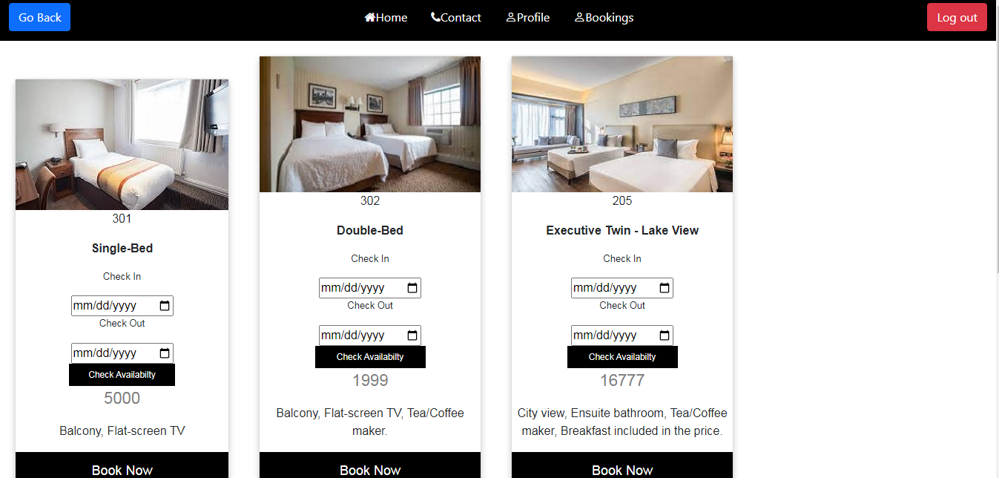 Go Back
Home
Contact
Profile
Bookings
Log out
301
Single-Bed
Check In
mm/dd/yyyy
Check Out
mm/dd/yyyy
Check Availabilty
5000
Balcony, Flat-screen TV
Book Now
302
Double-Bed
Check In
mm/dd/yyyy
Check Out
mm/dd/yyyy
Check Availabilty
1999
Balcony, Flat-screen TV, Tea/Coffee
maker.
Book Now
205
Executive Twin - Lake View
Check In
mm/dd/yyyy
Check Out
mm/dd/yyyy
Check Availabilty
16777
City view, Ensuite bathroom, Tea/Coffee
maker, Breakfast included in the price.
Book Now